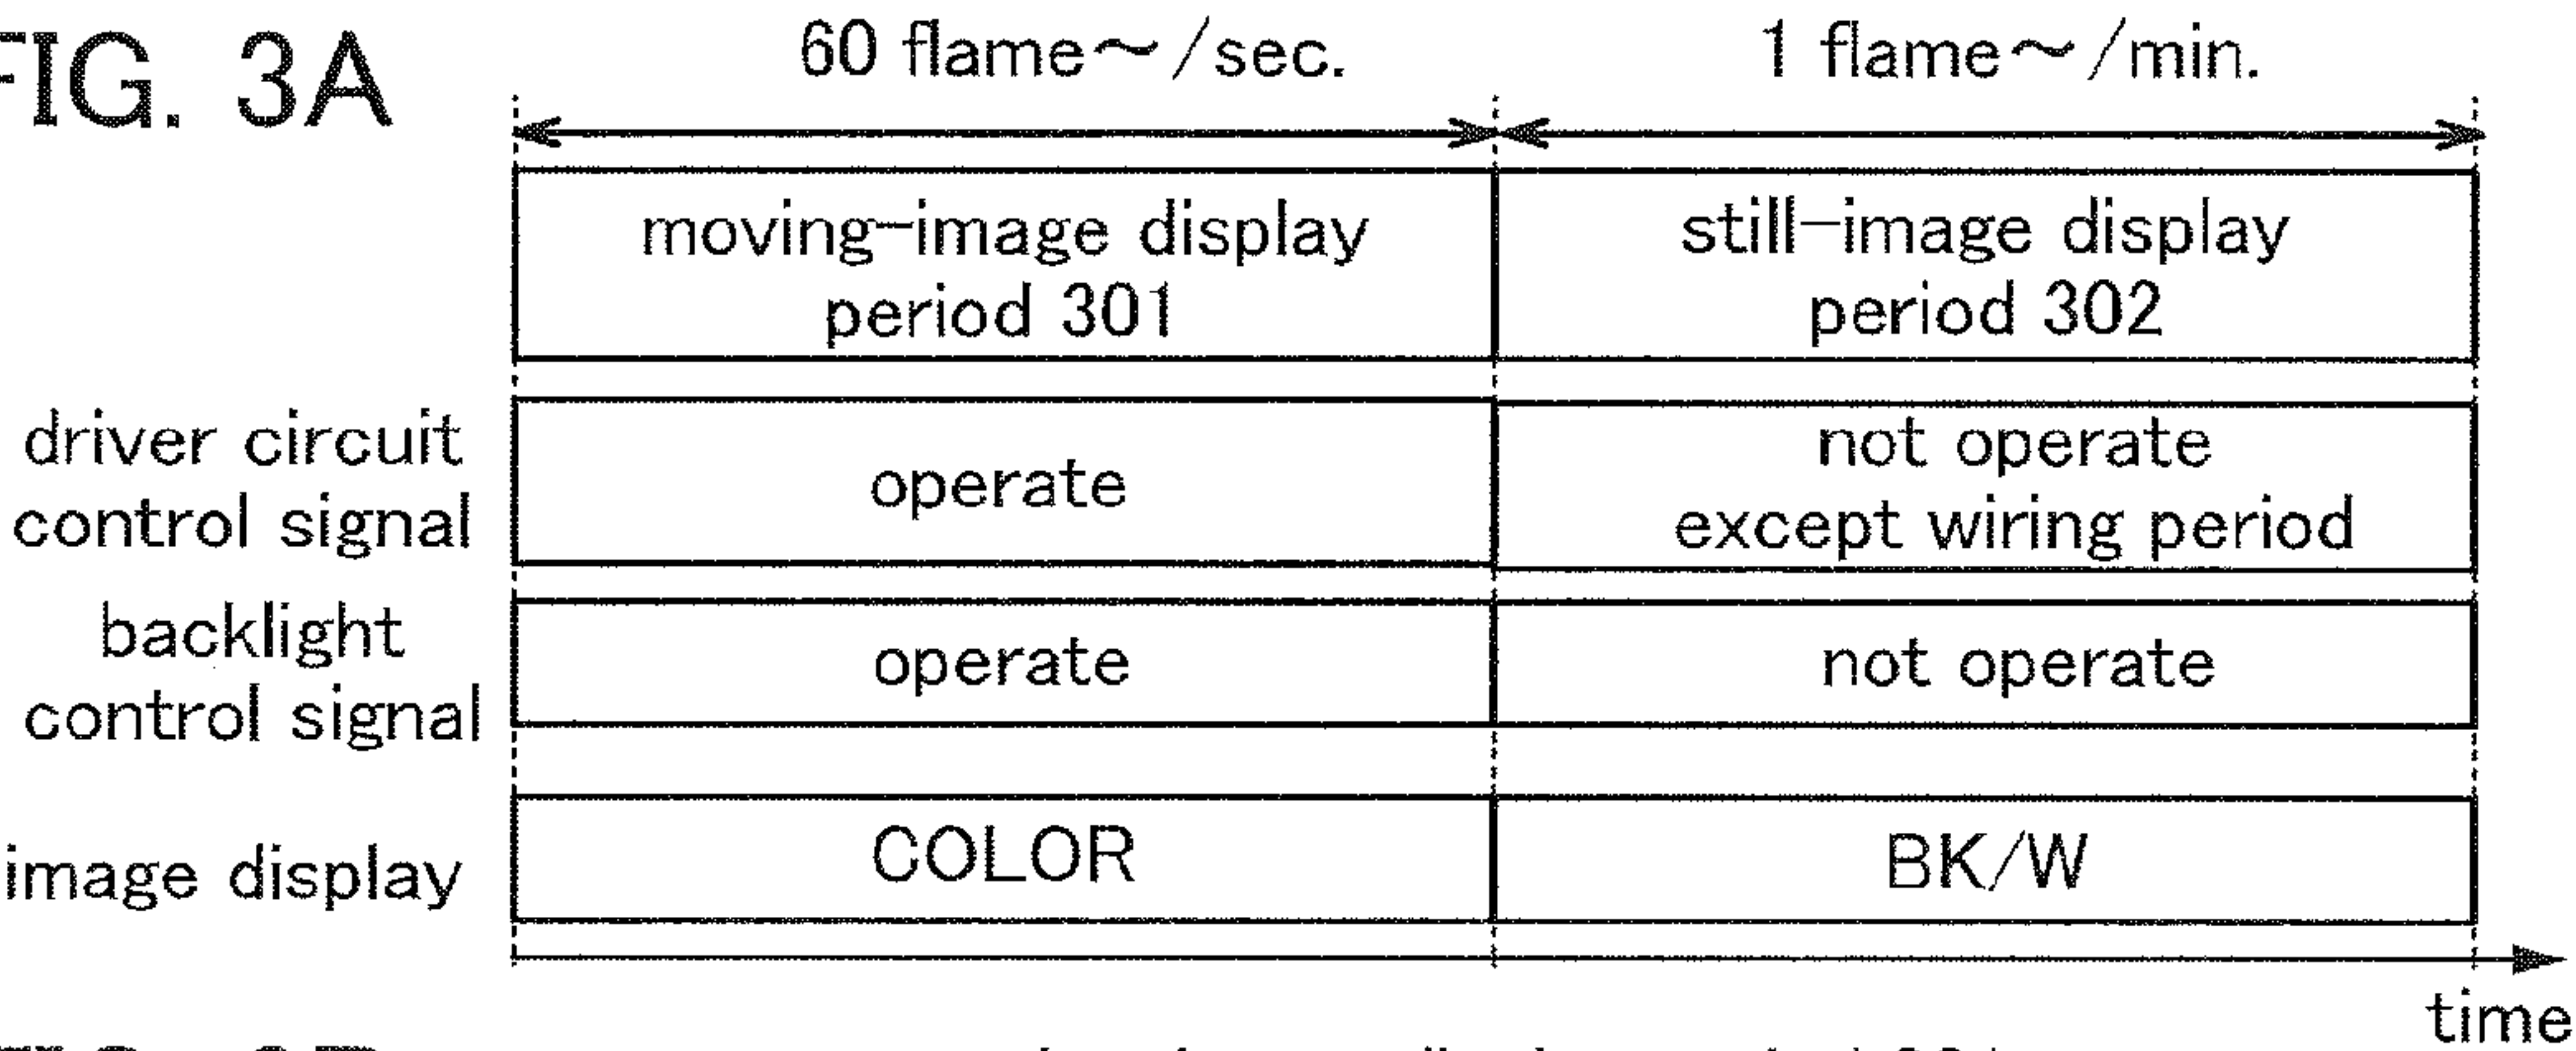 FIG. 3A
60 flame～/sec.
1 flame～/min.
moving-image display
period 301
still-image display
period 302
driver circuit
control signal
operate
not operate
except wiring period
backlight
control signal
operate
not operate
image display
COLOR
BK/W
time